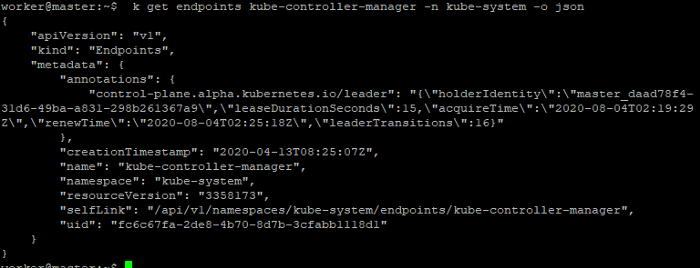 worker@master:~$  k get endpoints kube-controller-manager -n kube-system -o json
{
    "apiVersion": "v1",
    "kind": "Endpoints",
    "metadata": {
        "annotations": {
            "control-plane.alpha.kubernetes.io/leader": "{\"holderIdentity\":\"master_daad78f4-
31d6-49ba-a831-298b261367a9\",\"leaseDurationSeconds\":15,\"acquireTime\":\"2020-08-04T02:19:29
Z\",\"renewTime\":\"2020-08-04T02:25:18Z\",\"leaderTransitions\":16}"
        },
        "creationTimestamp": "2020-04-13T08:25:07Z",
        "name": "kube-controller-manager",
        "namespace": "kube-system",
        "resourceVersion": "3358173",
        "selfLink": "/api/v1/namespaces/kube-system/endpoints/kube-controller-manager",
        "uid": "fc6c67fa-2de8-4b70-8d7b-3cfabb1118d1"
    }
}
worker@master:~$